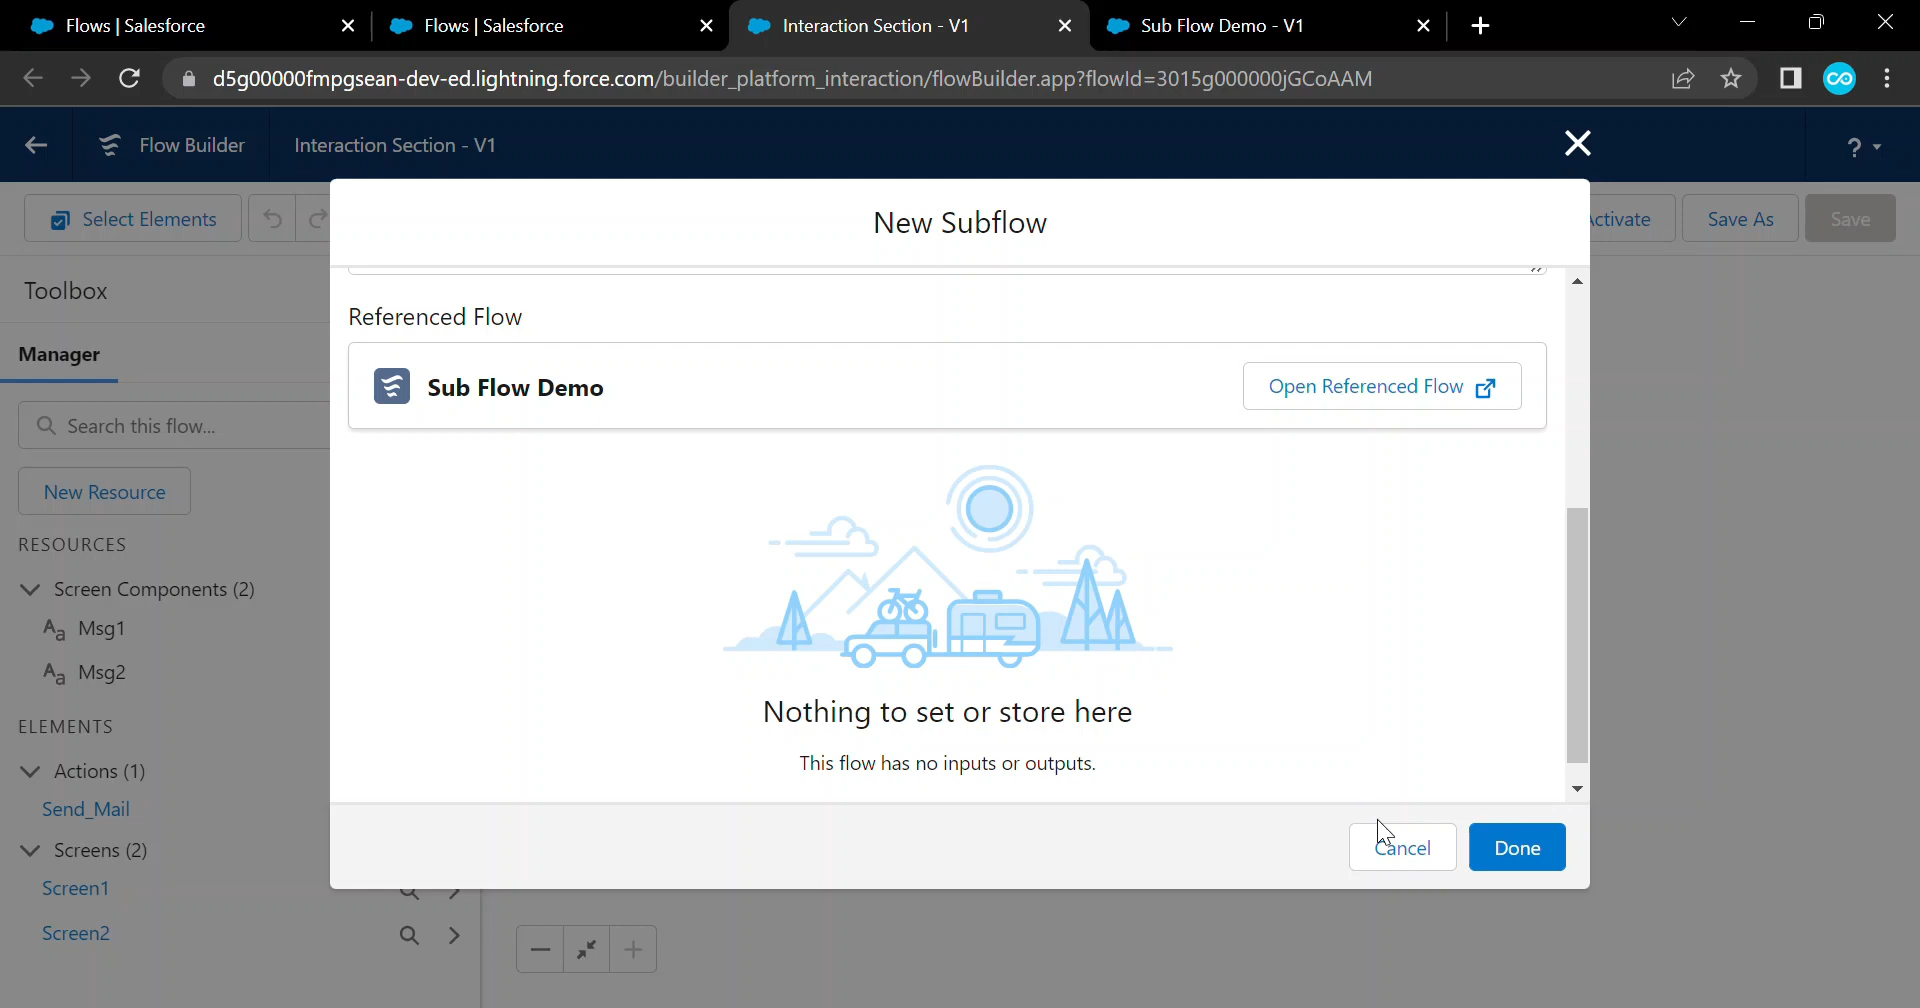 Flows | Salesforce
Flows | Salesforce
Interaction Section - V1
Sub Flow Demo - V1
d5g00000fmpgsean-dev-ed.lightning.force.com/builder_platform_interaction/flowBuilder.app?flowId=3015g000000jGCoAAM
Flow Builder
Interaction Section - V1
?
Select Elements
New Subflow
Activate
Save As
Save
Toolbox
Manager
Search this flow...
New Resource
RESOURCES
Screen Components (2)
Aa Msg1
Aa Msg2
ELEMENTS
Actions (1)
Send_Mail
Screens (2)
Screen1
Screen2
Referenced Flow
Sub Flow Demo
Open Referenced Flow
Nothing to set or store here
This flow has no inputs or outputs.
Cancel
Done